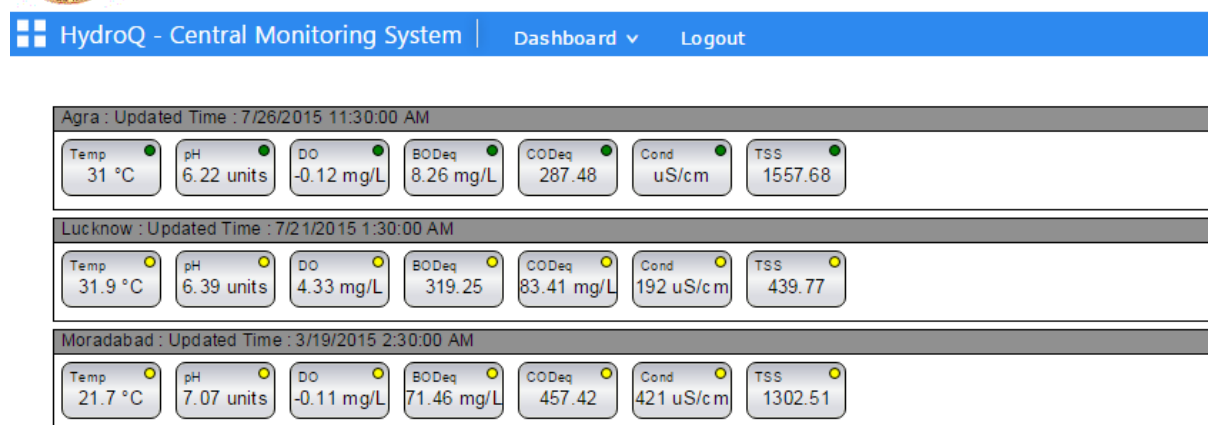 HydroQ - Central Monitoring System | Dashboard Logout
Agra : Updated Time : 7/26/2015 11:30:00 AM
Temp pH DO BODeq CODeq Cond TSS
31 °C 6.22 units -0.12 mg/L 8.26 mg/L 287.48 uS/cm 1557.68
Lucknow : Updated Time : 7/21/2015 1:30:00 AM
Temp pH DO BODeq CODeq Cond TSS
31.9 °C 6.39 units 4.33 mg/L 319.25 83.41 mg/L 192 uS/cm 439.77
Moradabad : Updated Time : 3/19/2015 2:30:00 AM
Temp pH DO BODeq CODeq Cond TSS
21.7 °C 7.07 units -0.11 mg/L 71.46 mg/L 457.42 421 uS/cm 1302.51